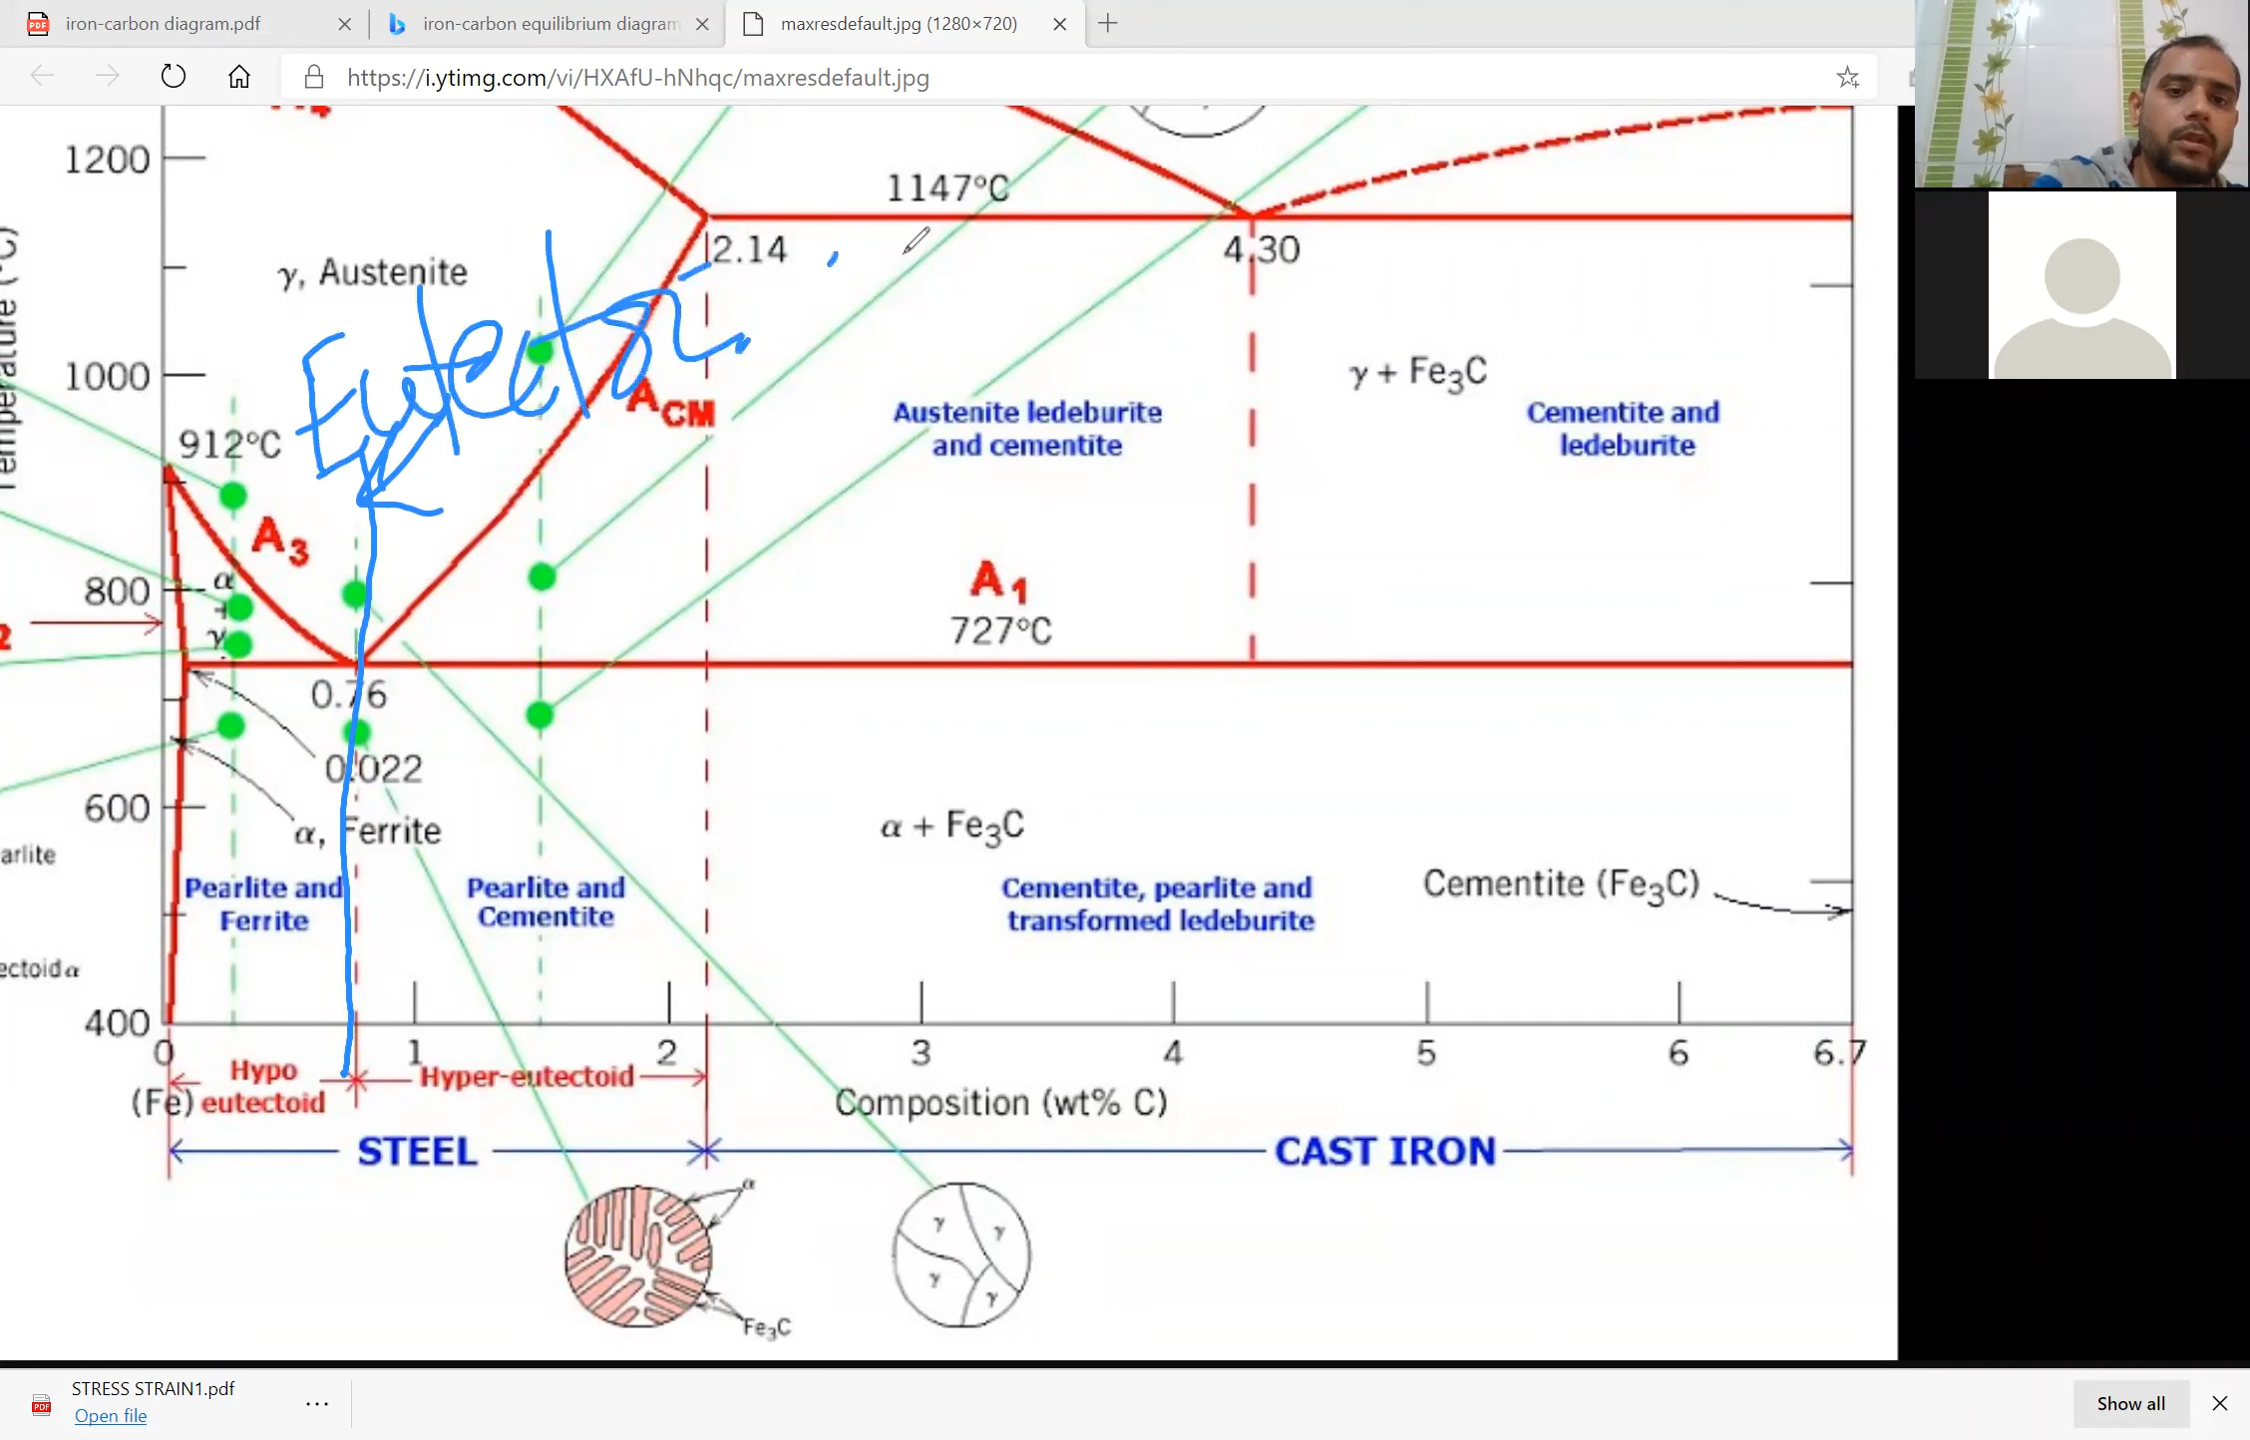 iron-carbon diagram.pdf
iron-carbon equilibrium diagram
maxresdefault.jpg (1280×720)
https://i.ytimg.com/vi/HXAfU-hNhqc/maxresdefault.jpg
1200
1147°C
2.14
4.30
γ, Austenite
Temperature (°C)
1000
ACM
γ + Fe3C
Austenite ledeburite
and cementite
Cementite and
ledeburite
912°C
A3
α
+
γ
800
A1
727°C
2
0.76
0.022
600
α, Ferrite
α + Fe3C
Cementite (Fe3C)
arlite
Pearlite and
Ferrite
Pearlite and
Cementite
Cementite, pearlite and
transformed ledeburite
ectoid α
400
0
1
2
3
4
5
6
6.7
Hypo
eutectoid
Hyper-eutectoid
(Fe)
Composition (wt% C)
STEEL
CAST IRON
α
γ
γ
γ
γ
Fe3C
STRESS STRAIN1.pdf
Open file
Show all